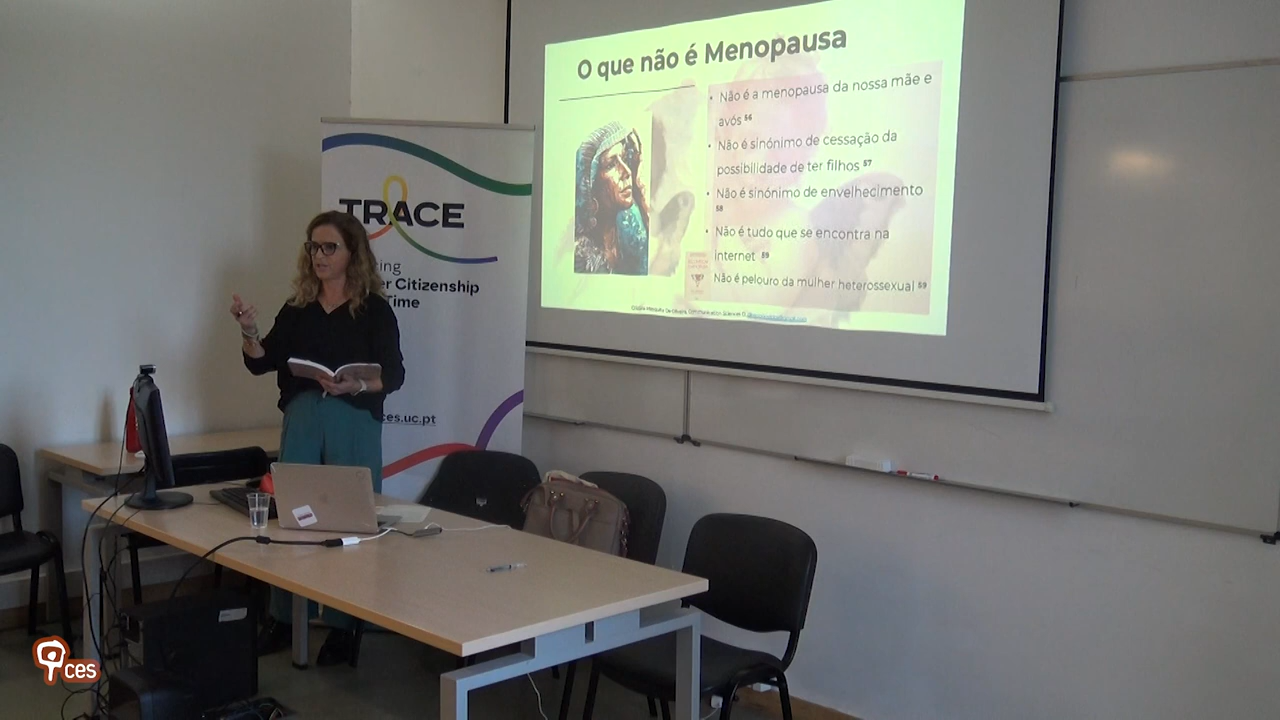 O que não é Menopausa
• Não é a menopausa da nossa mãe e
avós 56
• Não é sinónimo de cessação da
possibilidade de ter filhos 57
• Não é sinónimo de envelhecimento
58
• Não é tudo que se encontra na
internet 59
Não é pelouro da mulher heterossexual 59
TRACE
Citizenship
Time
ces.uc.pt
ces